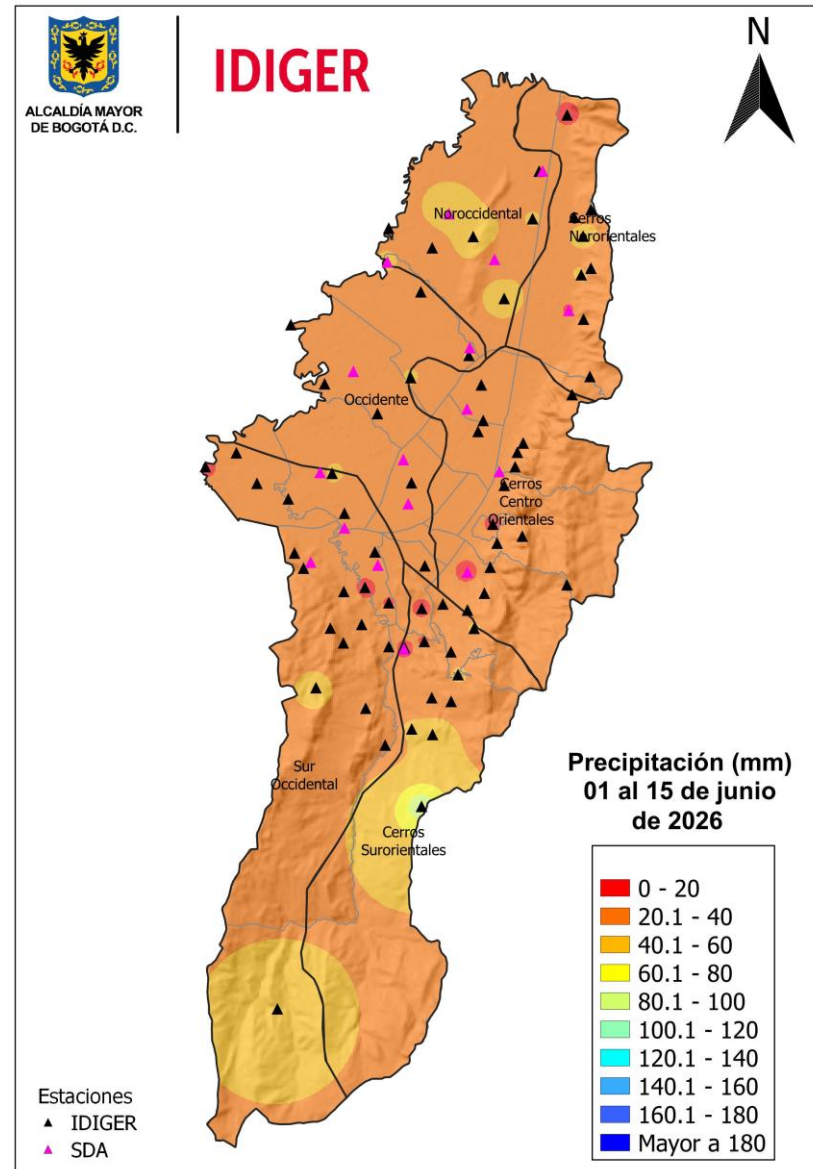 ALCALDÍA MAYOR
DE BOGOTÁ D.C.
IDIGER
N
Noroccidental
Cerros
Nororientales
Occidente
Cerros
Centro
Orientales
Sur
Occidental
Cerros
Surorientales
Precipitación (mm)
01 al 15 de junio
de 2026
0 - 20
20.1 - 40
40.1 - 60
60.1 - 80
80.1 - 100
100.1 - 120
120.1 - 140
140.1 - 160
160.1 - 180
Mayor a 180
Estaciones
IDIGER
SDA